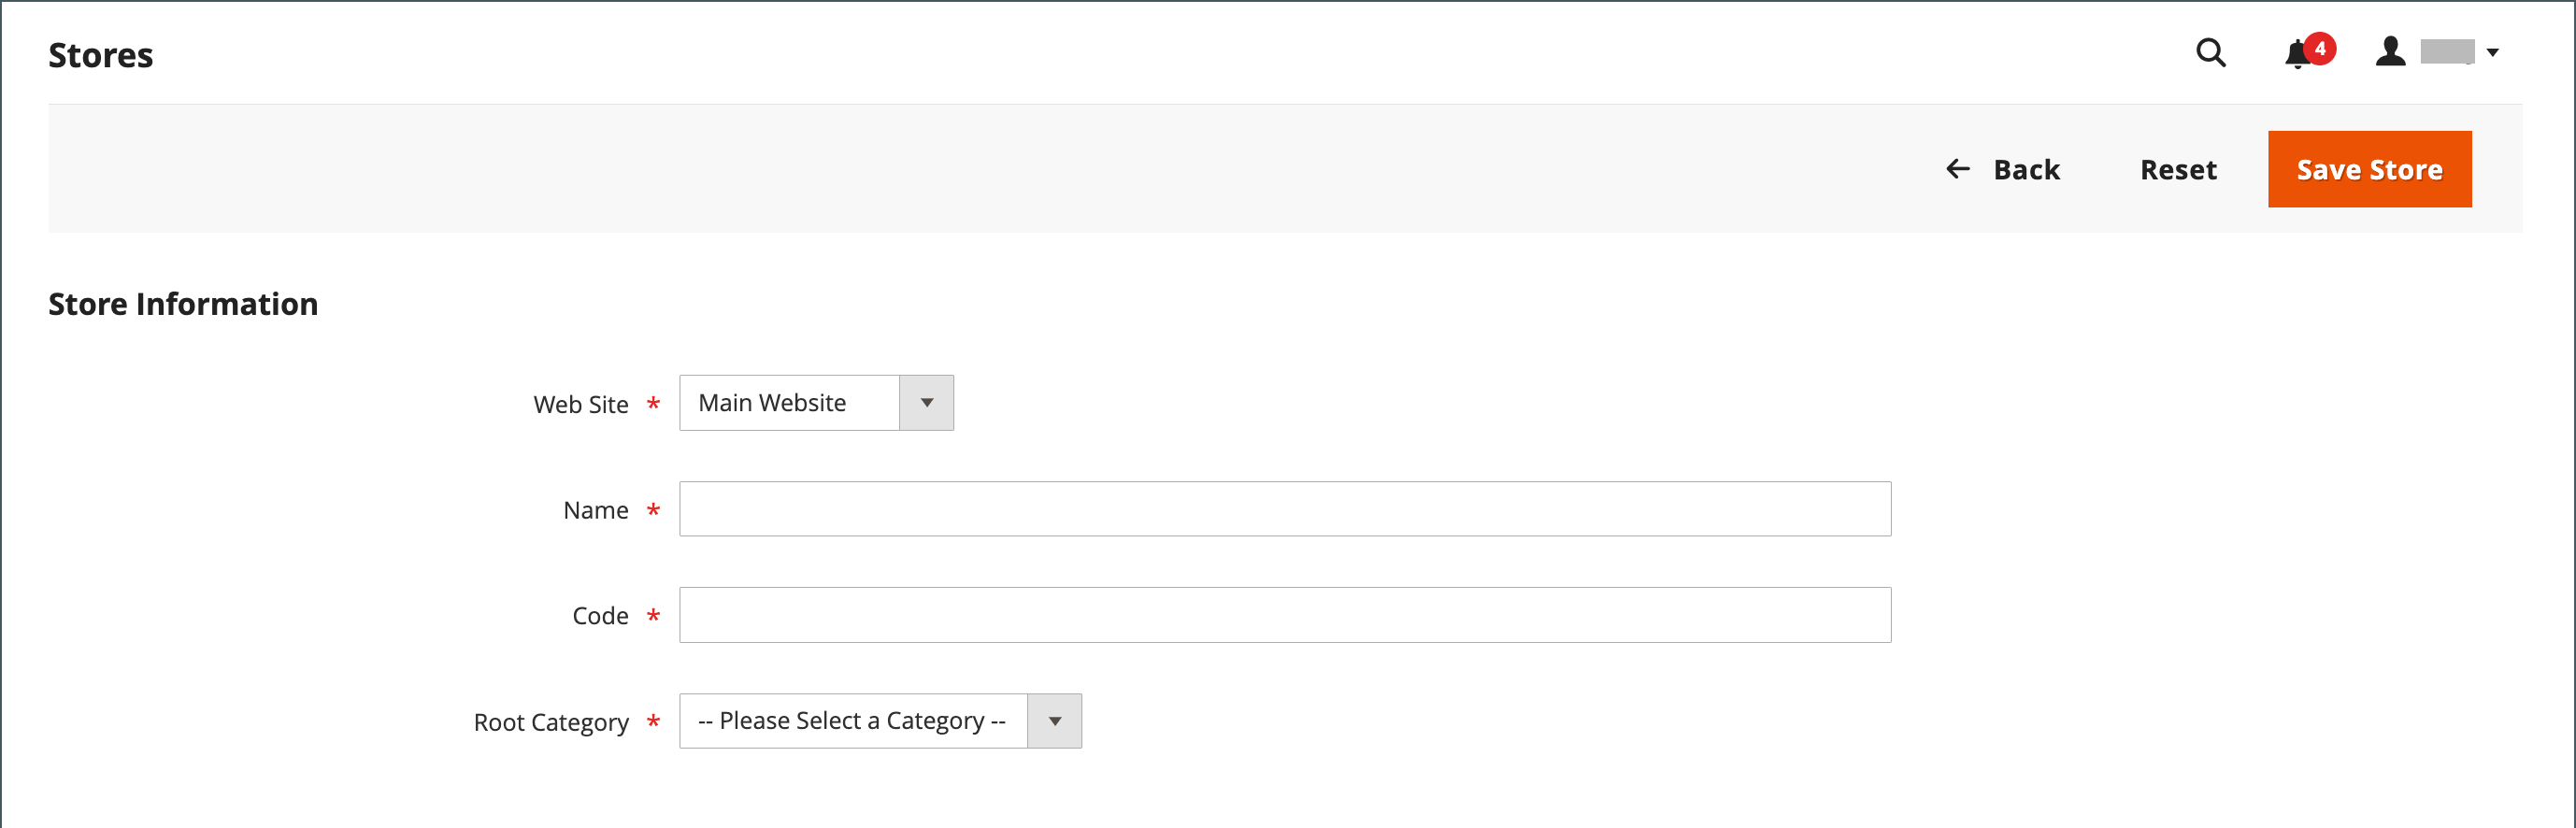 Stores
4
Back Reset Save Store
Store Information
Web Site * Main Website
Name *
Code *
Root Category * -- Please Select a Category --